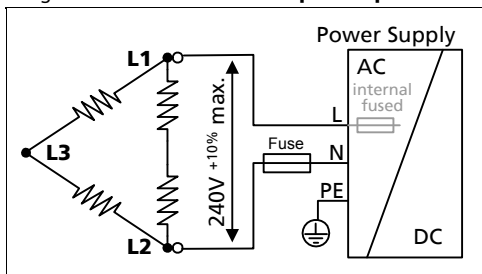 Power Supply
L1
AC
internal
fused
L
240V +10% max.
Fuse
N
L3
PE
L2
DC